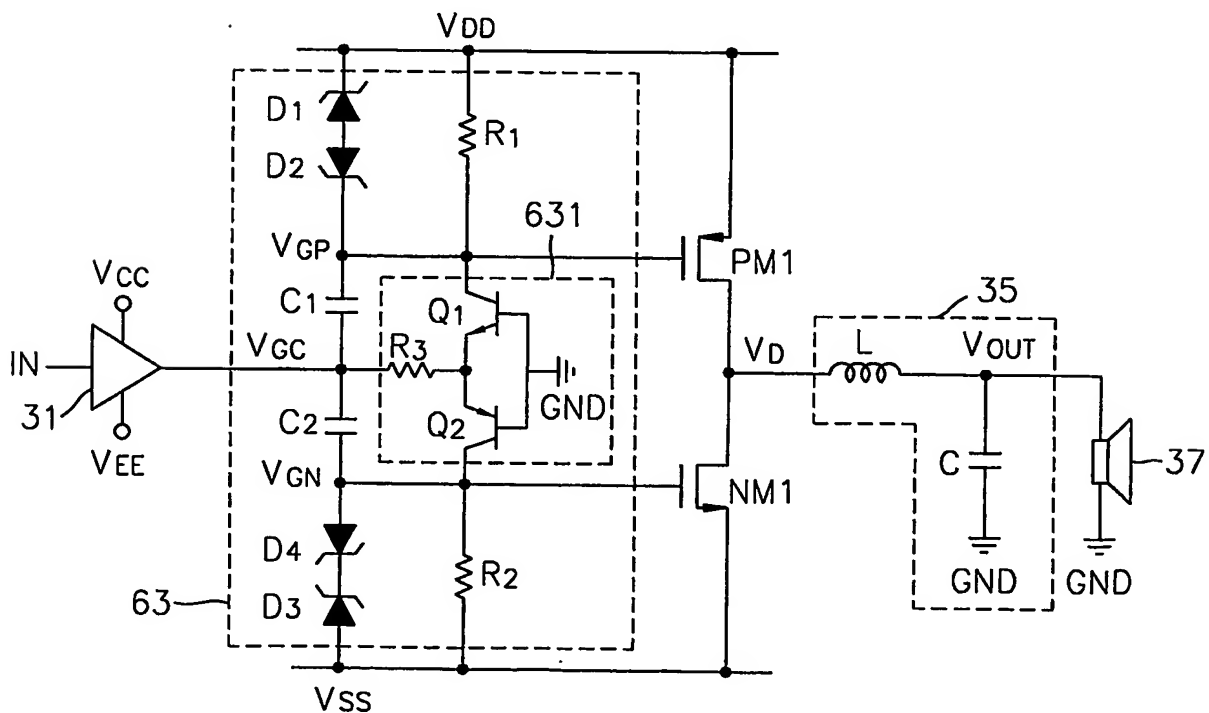 VDD
D1
R1
D2
631
VGP
PM1
VCC
C1
Q1
35
VGC
R3
VD
L
VOUT
IN
31
GND
C2
Q2
VEE
C
37
VGN
NM1
D4
R2
GND
GND
63
D3
VSS